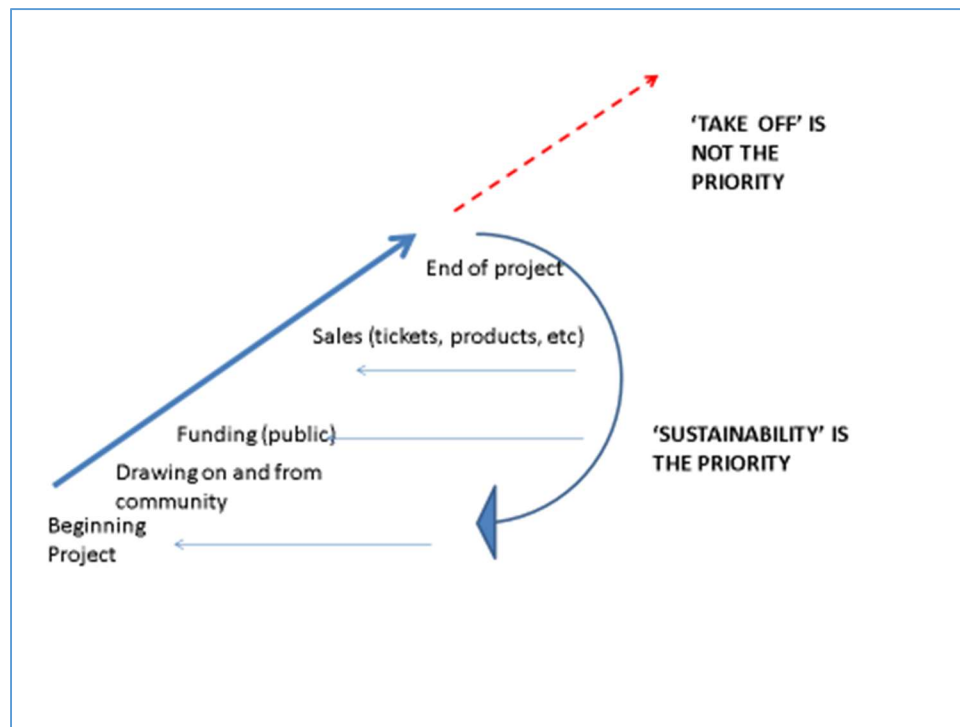 ‘TAKE OFF’ IS
NOT THE
PRIORITY
End of project
Sales (tickets, products, etc)
Funding (public)
‘SUSTAINABILITY’ IS
THE PRIORITY
Drawing on and from
community
Beginning
Project